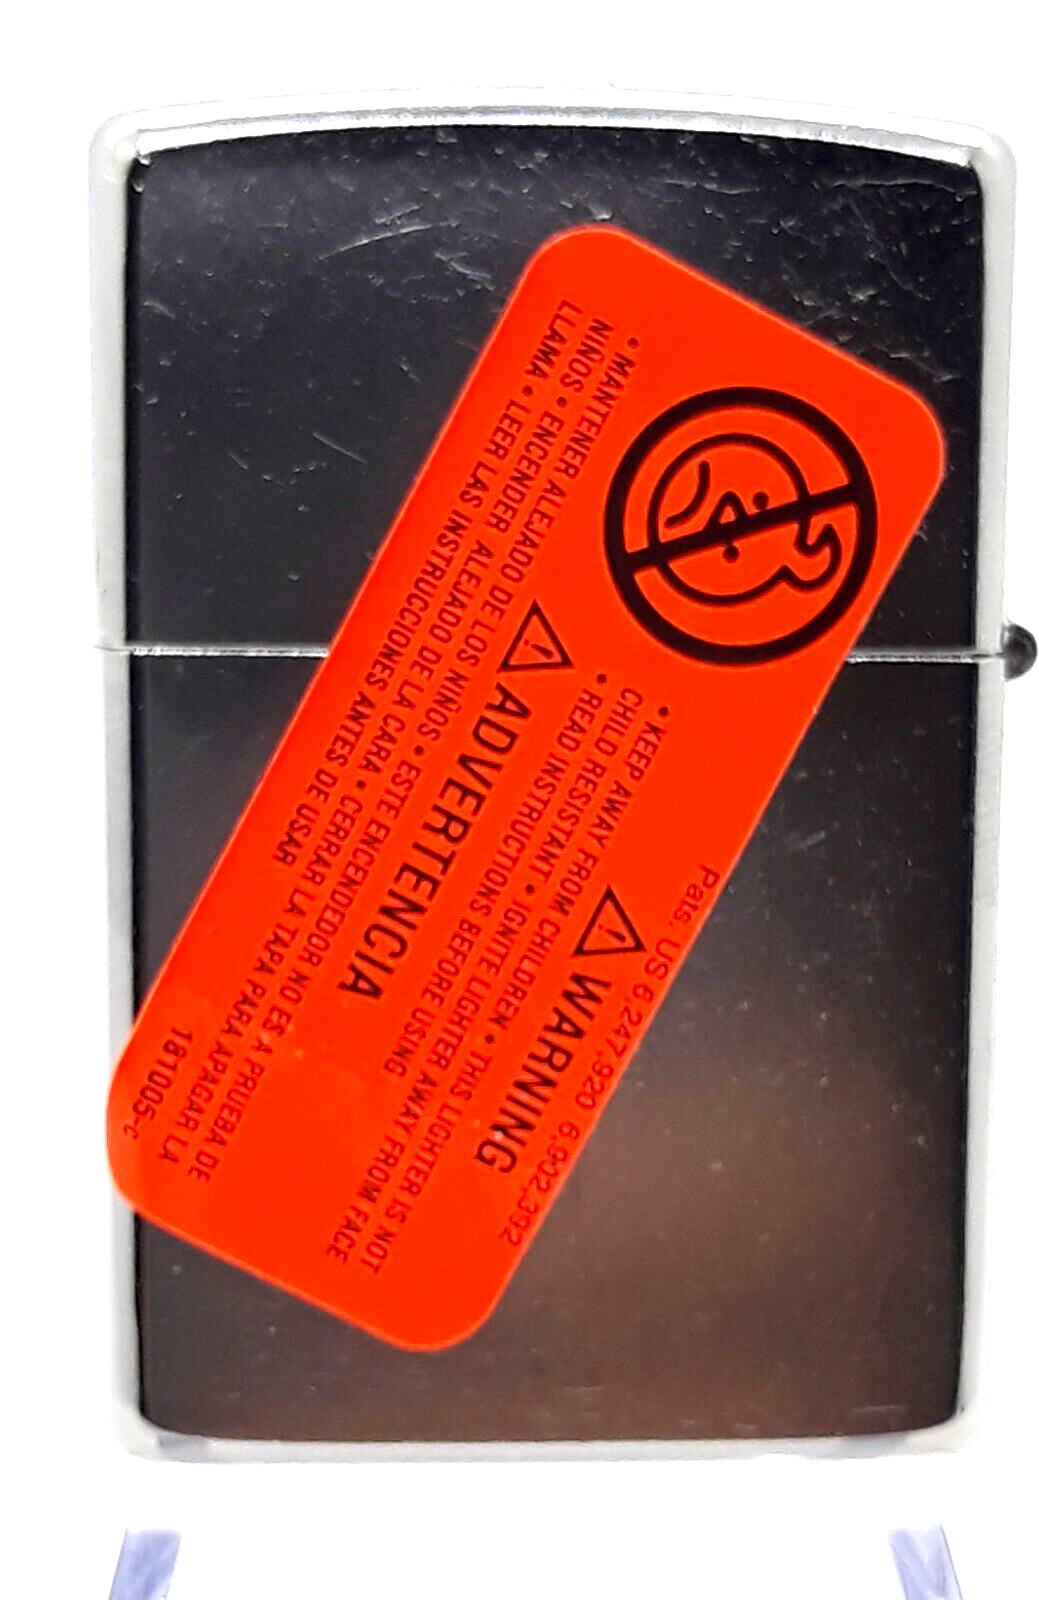 Pats. US 6,247,920 6,902,392
WARNING
• KEEP AWAY FROM CHILDREN • THIS LIGHTER IS NOT
CHILD RESISTANT • IGNITE LIGHTER AWAY FROM FACE
• READ INSTRUCTIONS BEFORE USING
ADVERTENCIA
• MANTENER ALEJADO DE LOS NIÑOS • ESTE ENCENDEDOR NO ES A PRUEBA DE
NIÑOS • ENCENDER ALEJADO DE LA CARA • CERRAR LA TAPA PARA APAGAR LA
LLAMA • LEER LAS INSTRUCCIONES ANTES DE USAR
181005-c